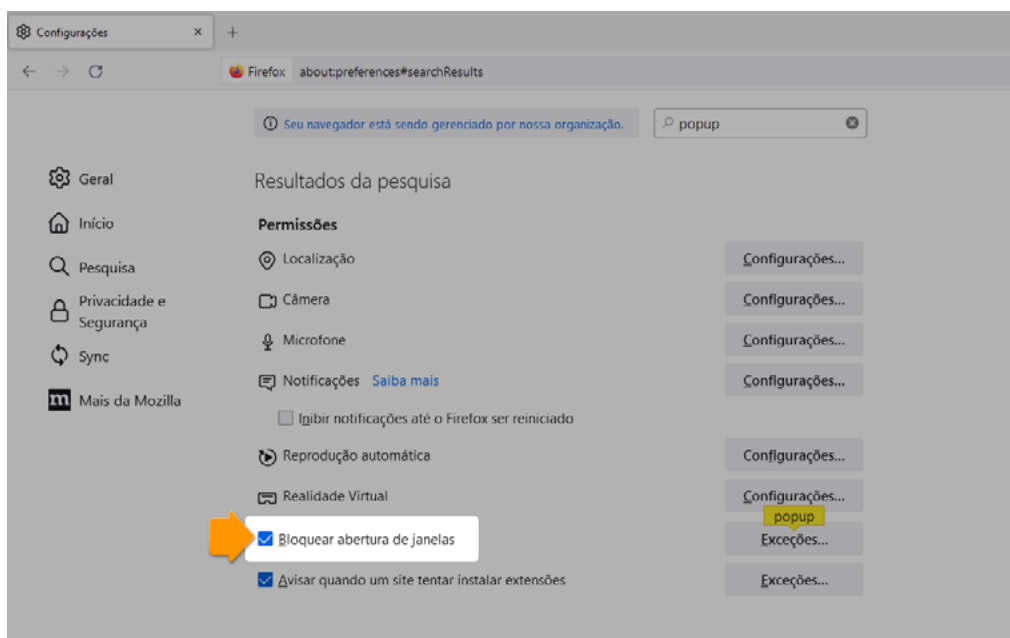 Configurações
Firefox about:preferences#searchResults
Seu navegador está sendo gerenciado por nossa organização.
popup
Geral
Início
Pesquisa
Privacidade e
Segurança
Sync
Mais da Mozilla
Resultados da pesquisa
Permissões
Localização Configurações...
Câmera Configurações...
Microfone Configurações...
Notificações Saiba mais Configurações...
Inibir notificações até o Firefox ser reiniciado
Reprodução automática Configurações...
Realidade Virtual Configurações...
popup
Bloquear abertura de janelas Exceções...
Avisar quando um site tentar instalar extensões Exceções...